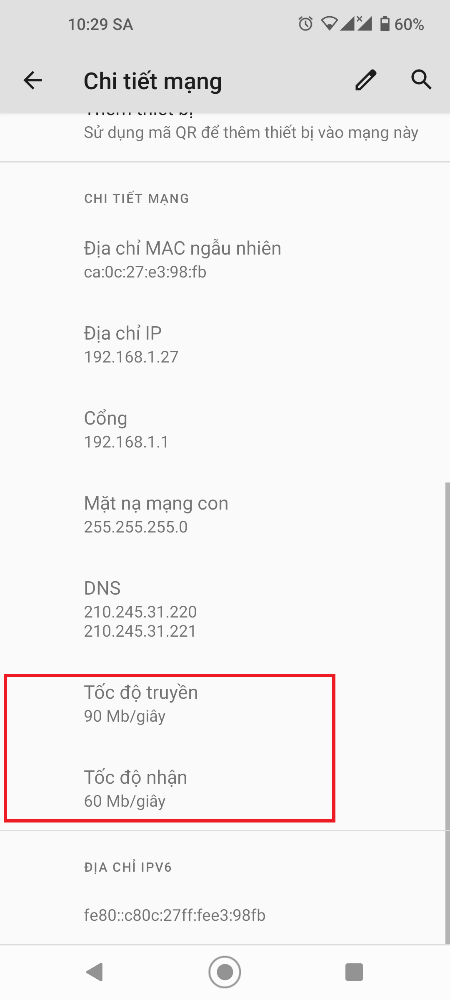 10:29 SA
60%
Chi tiết mạng
Thêm thiết bị
Sử dụng mã QR để thêm thiết bị vào mạng này
CHI TIẾT MẠNG
Địa chỉ MAC ngẫu nhiên
ca:0c:27:e3:98:fb
Địa chỉ IP
192.168.1.27
Cổng
192.168.1.1
Mặt nạ mạng con
255.255.255.0
DNS
210.245.31.220
210.245.31.221
Tốc độ truyền
90 Mb/giây
Tốc độ nhận
60 Mb/giây
ĐỊA CHỈ IPV6
fe80::c80c:27ff:fee3:98fb